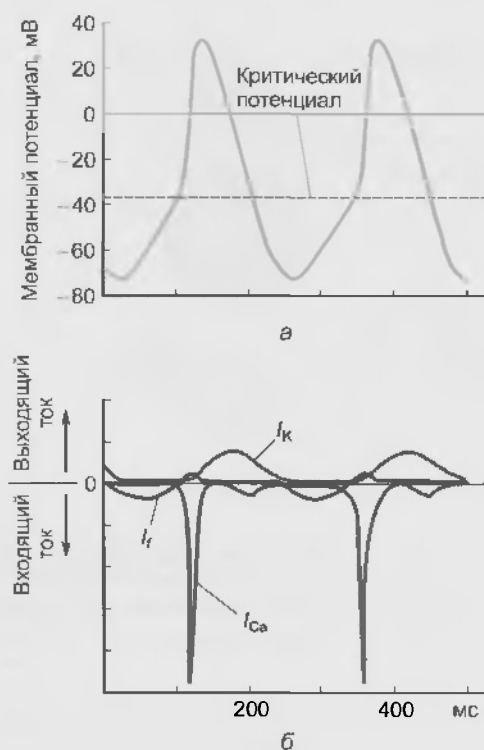 Мембранный потенциал, мВ
40
20
0
−20
−40
−60
−80
Критический
потенциал
а
Выходящий
ток
0
Входящий
ток
I_K
I_f
I_Ca
200
400
мс
б